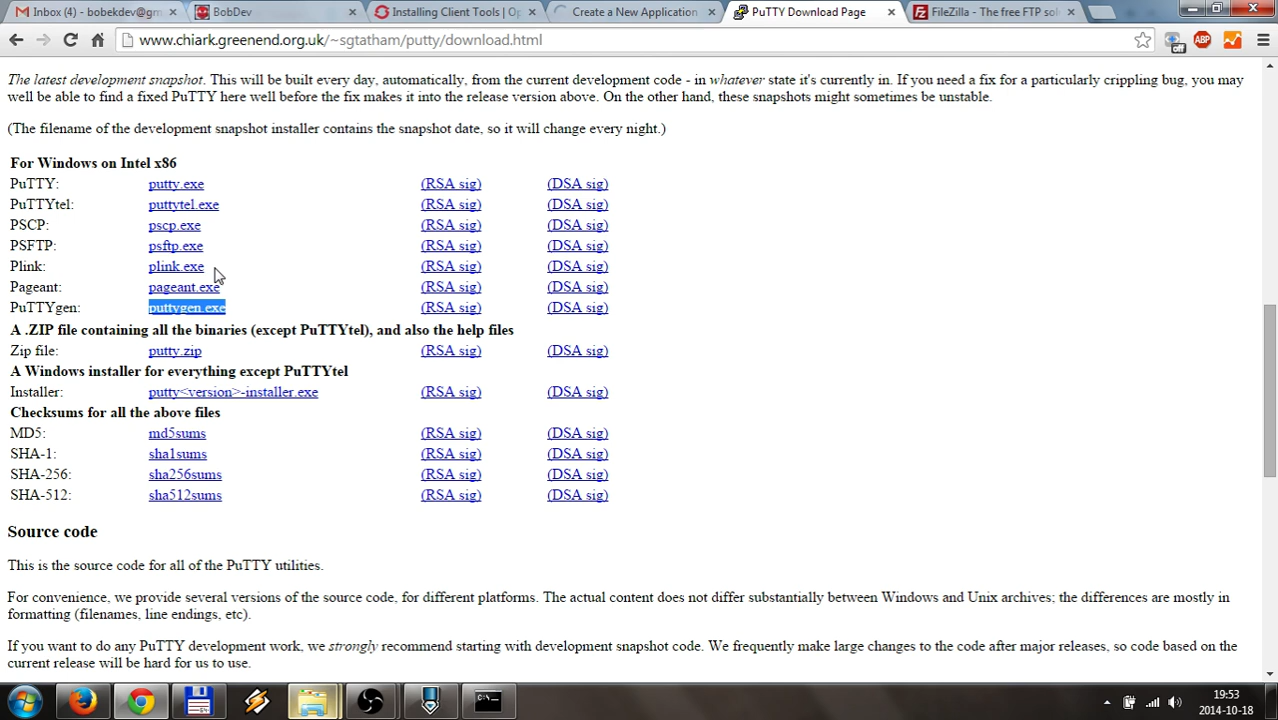 Inbox (4) - bobekdev@gm
BobDev
Installing Client Tools | Op
Create a New Application
PuTTY Download Page
FileZilla - The free FTP sol
www.chiark.greenend.org.uk/~sgtatham/putty/download.html
off
ABP
The latest development snapshot. This will be built every day, automatically, from the current development code - in whatever state it's currently in. If you need a fix for a particularly crippling bug, you may
well be able to find a fixed PuTTY here well before the fix makes it into the release version above. On the other hand, these snapshots might sometimes be unstable.
(The filename of the development snapshot installer contains the snapshot date, so it will change every night.)
For Windows on Intel x86
PuTTY: putty.exe (RSA sig) (DSA sig)
PuTTYtel: puttytel.exe (RSA sig) (DSA sig)
PSCP: pscp.exe (RSA sig) (DSA sig)
PSFTP: psftp.exe (RSA sig) (DSA sig)
Plink: plink.exe (RSA sig) (DSA sig)
Pageant: pageant.exe (RSA sig) (DSA sig)
PuTTYgen: puttygen.exe (RSA sig) (DSA sig)
A .ZIP file containing all the binaries (except PuTTYtel), and also the help files
Zip file: putty.zip (RSA sig) (DSA sig)
A Windows installer for everything except PuTTYtel
Installer: putty<version>-installer.exe (RSA sig) (DSA sig)
Checksums for all the above files
MD5: md5sums (RSA sig) (DSA sig)
SHA-1: sha1sums (RSA sig) (DSA sig)
SHA-256: sha256sums (RSA sig) (DSA sig)
SHA-512: sha512sums (RSA sig) (DSA sig)
Source code
This is the source code for all of the PuTTY utilities.
For convenience, we provide several versions of the source code, for different platforms. The actual content does not differ substantially between Windows and Unix archives; the differences are mostly in
formatting (filenames, line endings, etc).
If you want to do any PuTTY development work, we strongly recommend starting with development snapshot code. We frequently make large changes to the code after major releases, so code based on the
current release will be hard for us to use.
19:53
2014-10-18